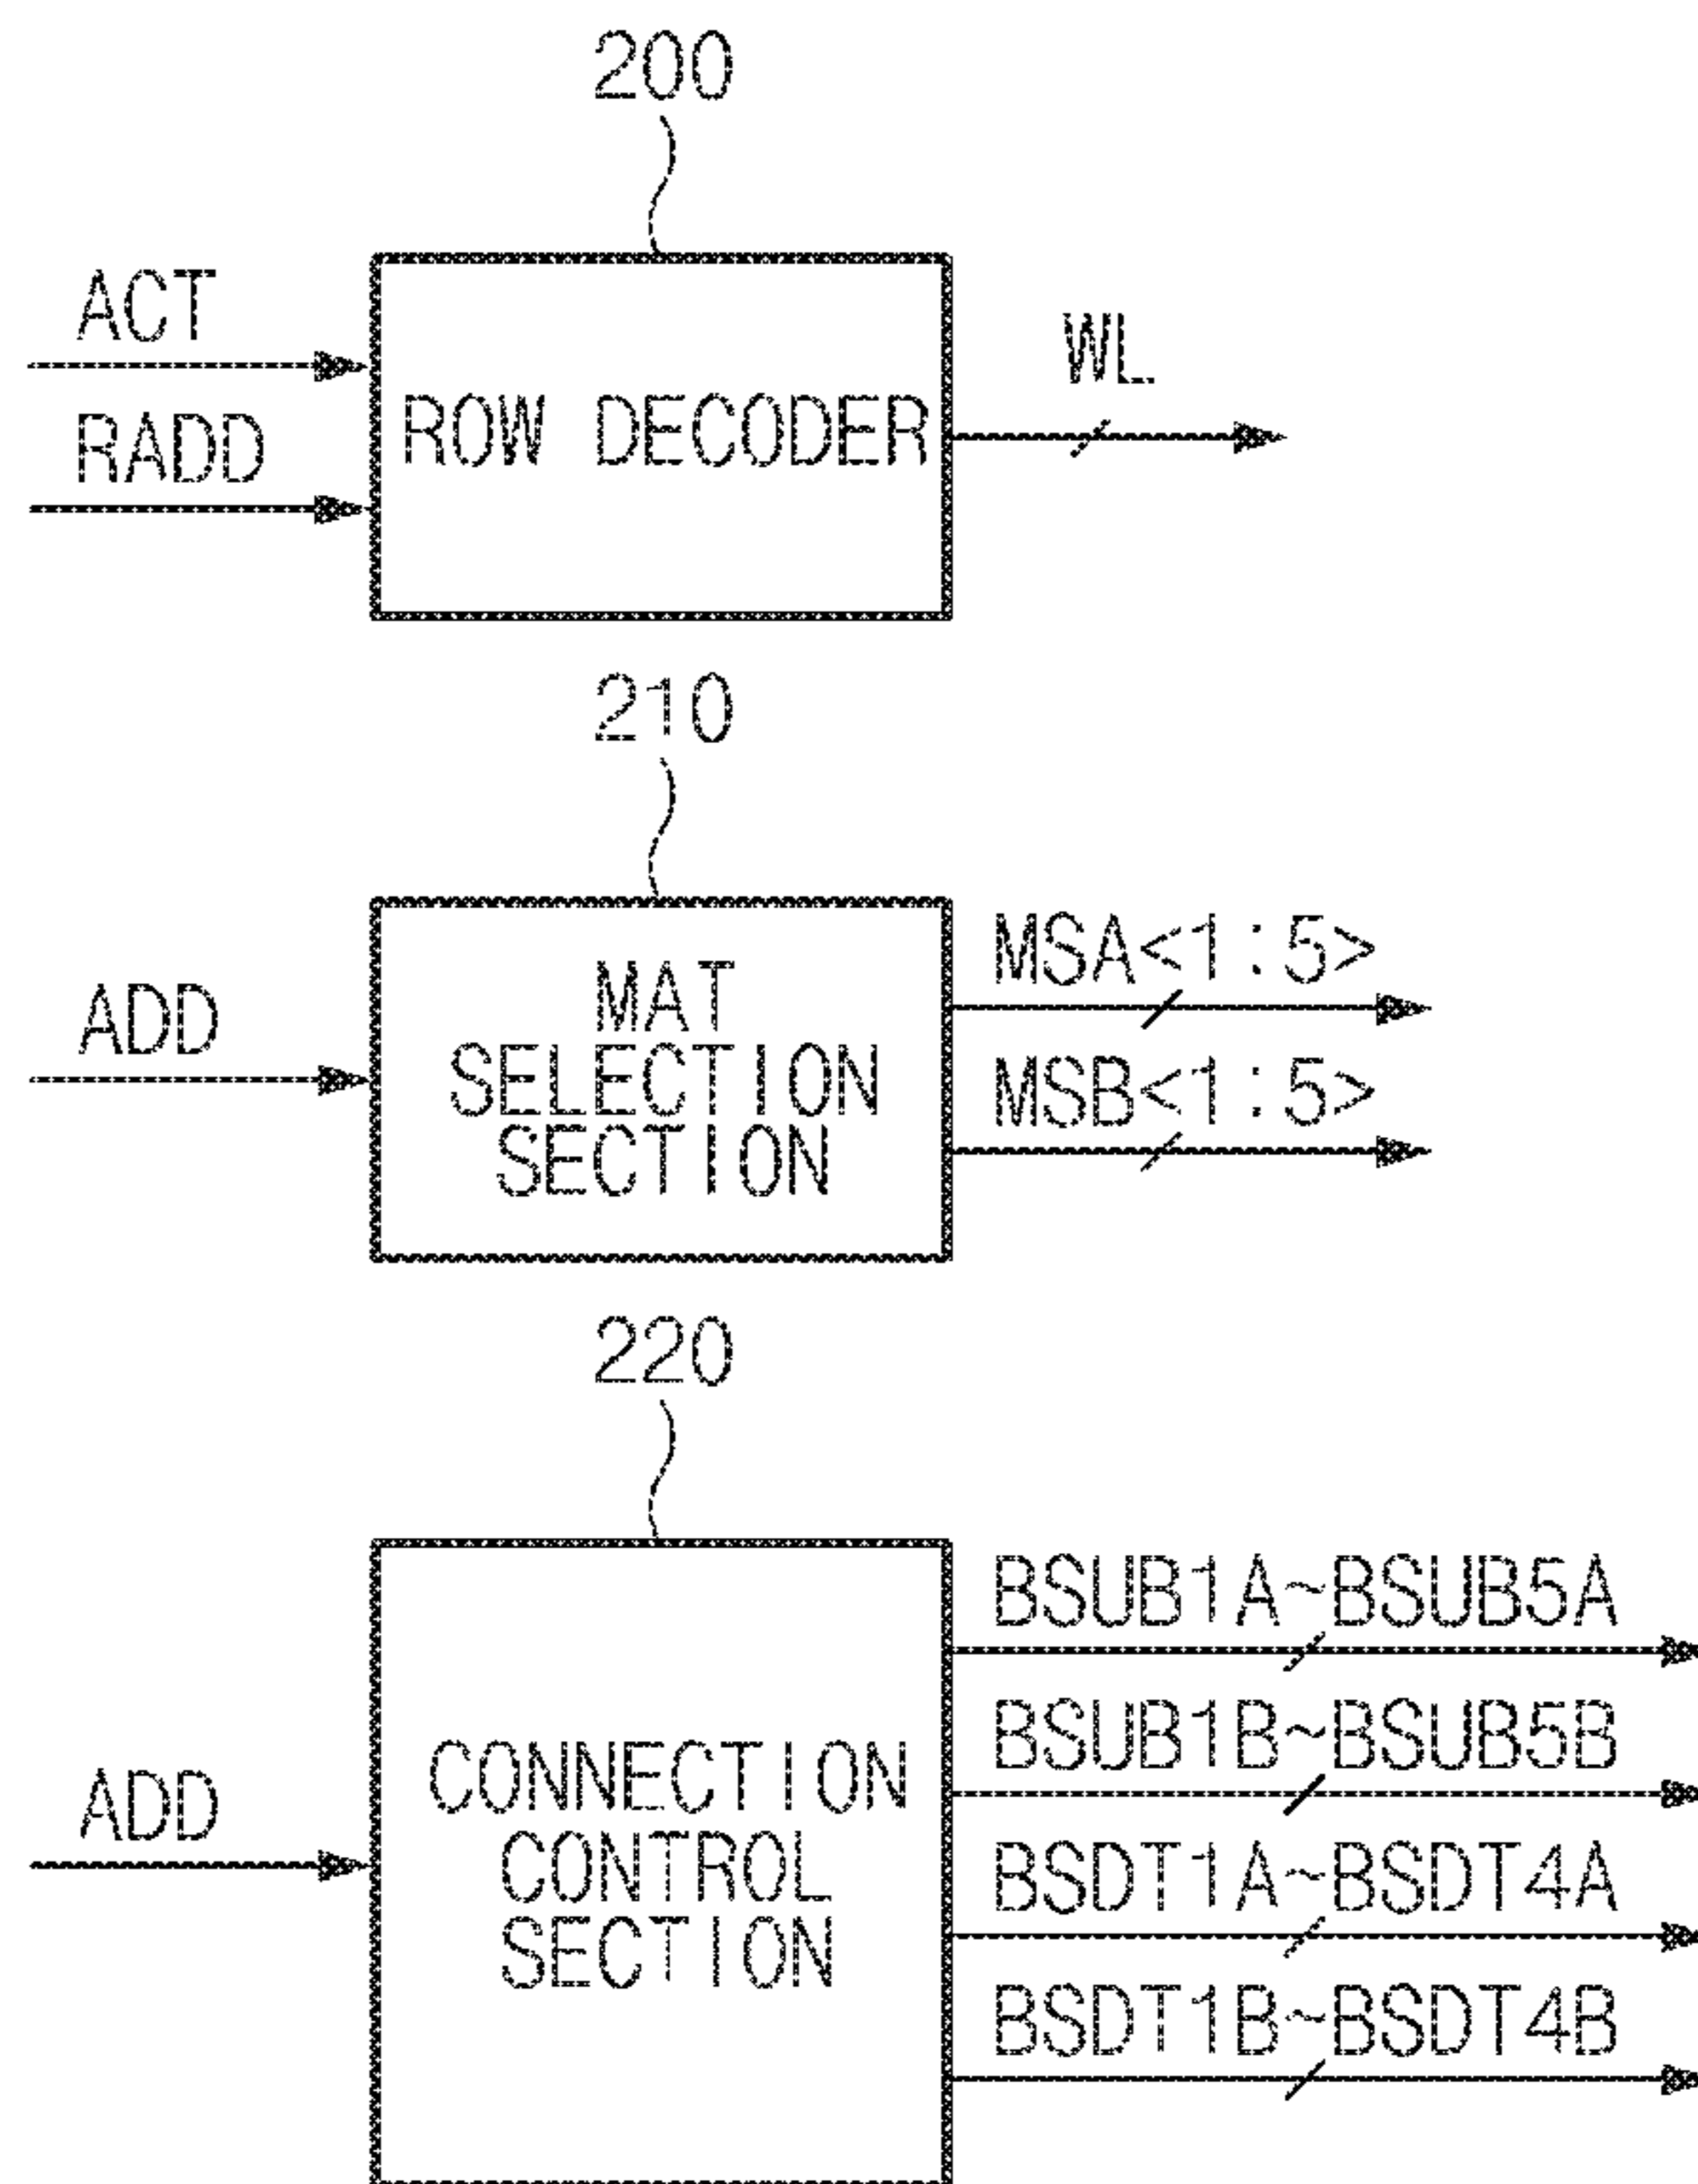 200
ACT
RADD
ROW DECODER
WL
210
ADD
MAT
SELECTION
SECTION
MSA<1:5>
MSB<1:5>
220
ADD
CONNECTION
CONTROL
SECTION
BSUB1A~BSUB5A
BSUB1B~BSUB5B
BSDT1A~BSDT4A
BSDT1B~BSDT4B